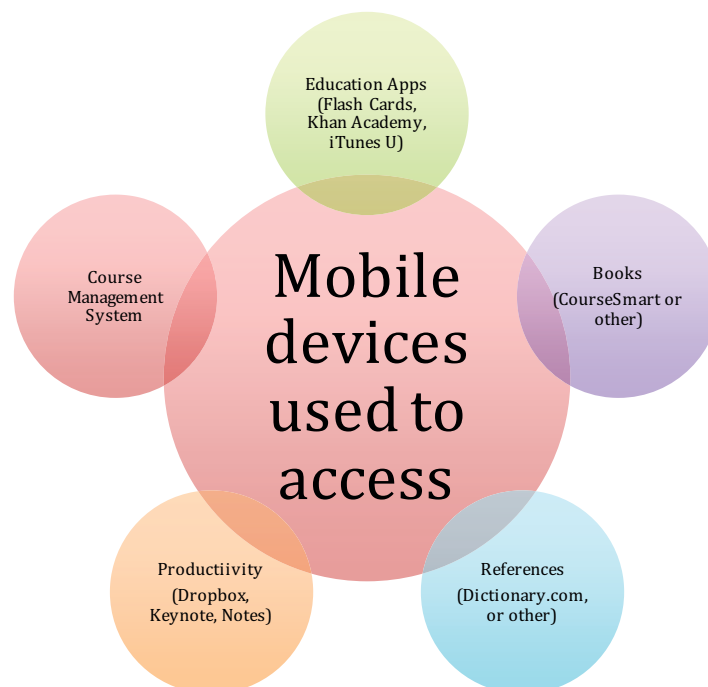 Education Apps
(Flash Cards,
Khan Academy,
iTunes U)
Mobile
devices
used to
access
Books
(CourseSmart or
other)
References
(Dictionary.com,
or other)
Productiivity
(Dropbox,
Keynote, Notes)
Course
Management
System